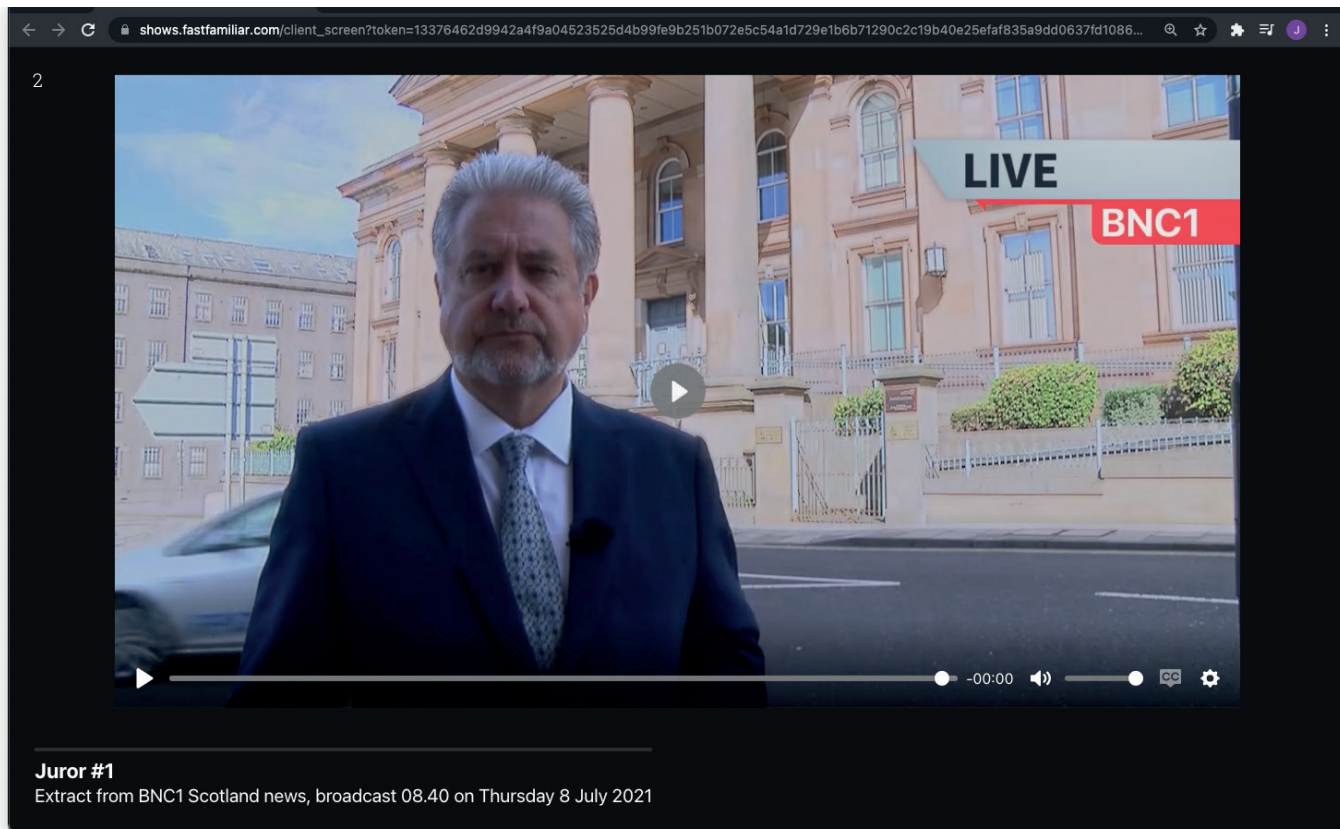 shows.fastfamiliar.com/client_screen?token=13376462d9942a4f9a04523525d4b99fe9b251b072e5c54a1d729e1b6b71290c2c19b40e25efaf835a9dd0637fd1086...
J
2
LIVE
BNC1
-00:00
CC
Juror #1
Extract from BNC1 Scotland news, broadcast 08.40 on Thursday 8 July 2021